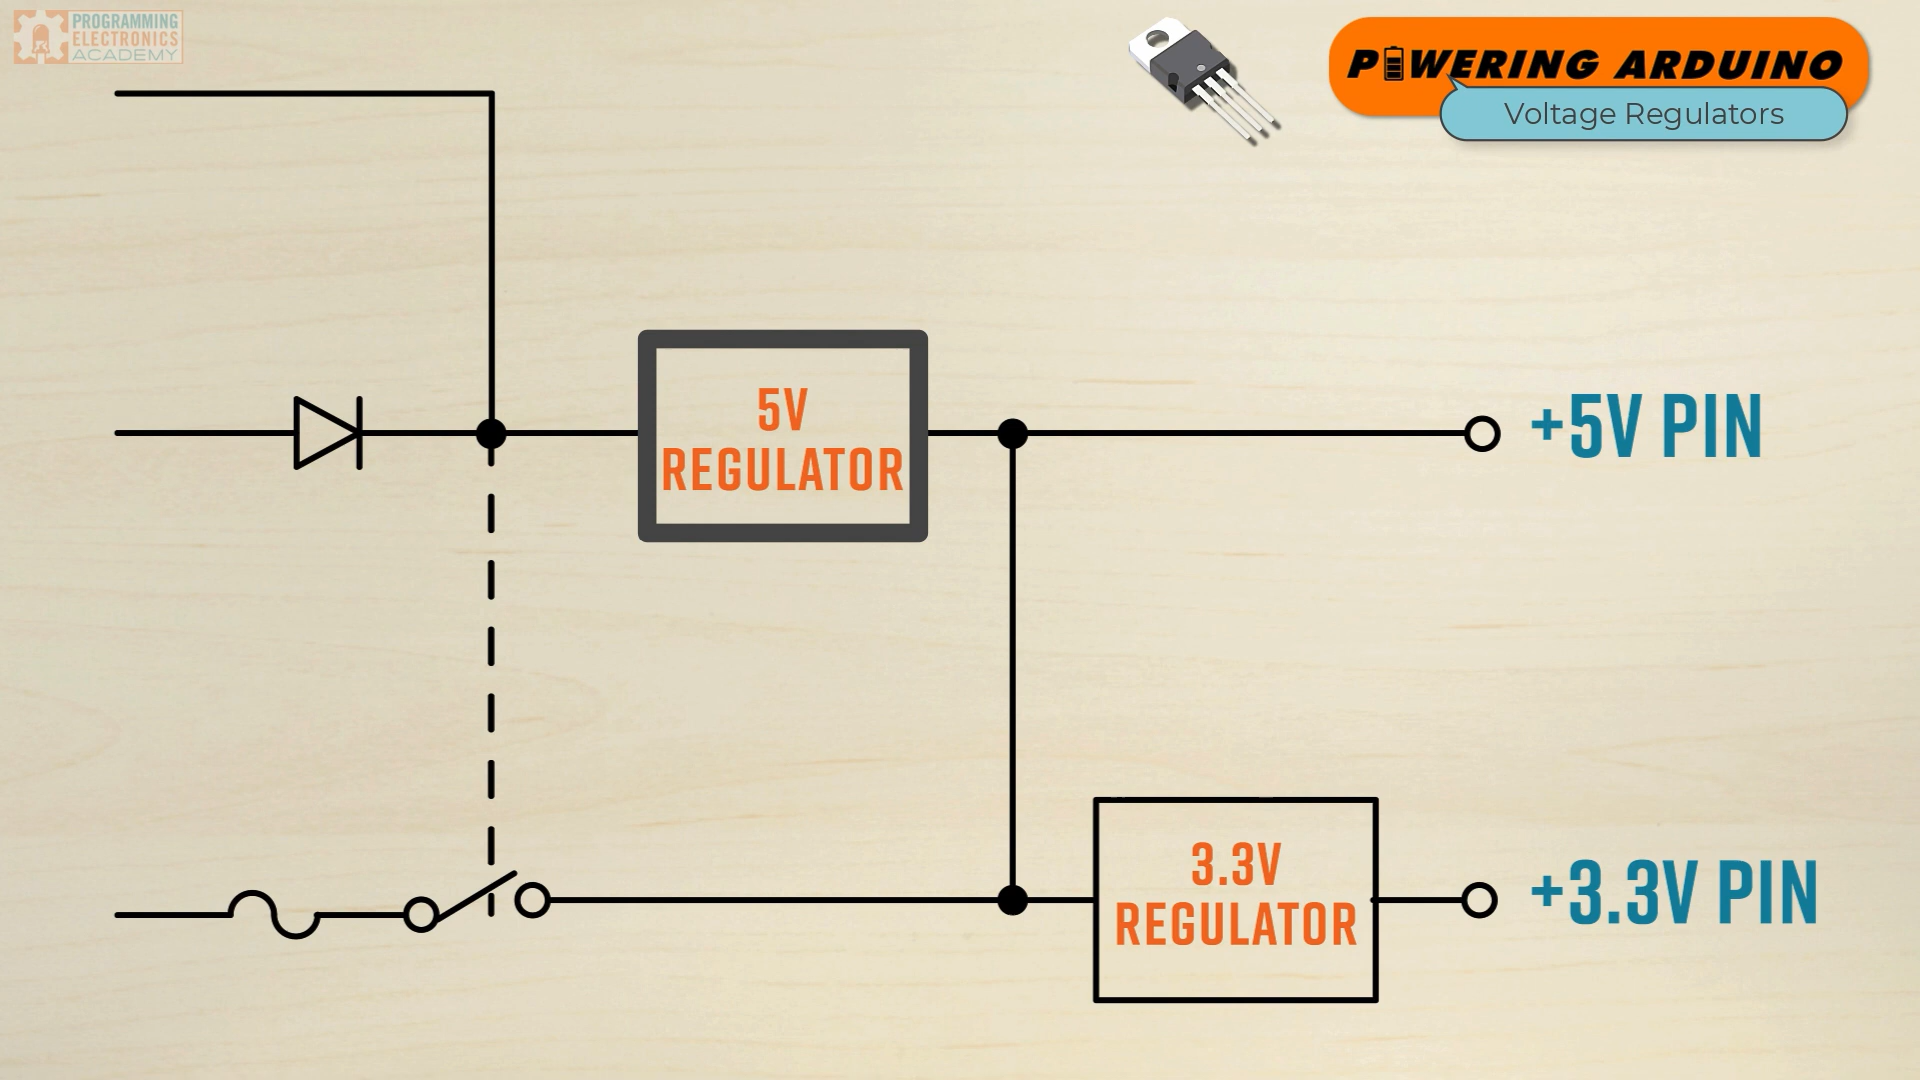 PROGRAMMING
ELECTRONICS
ACADEMY
POWERING ARDUINO
Voltage Regulators
5V
REGULATOR
+5V PIN
3.3V
REGULATOR
+3.3V PIN